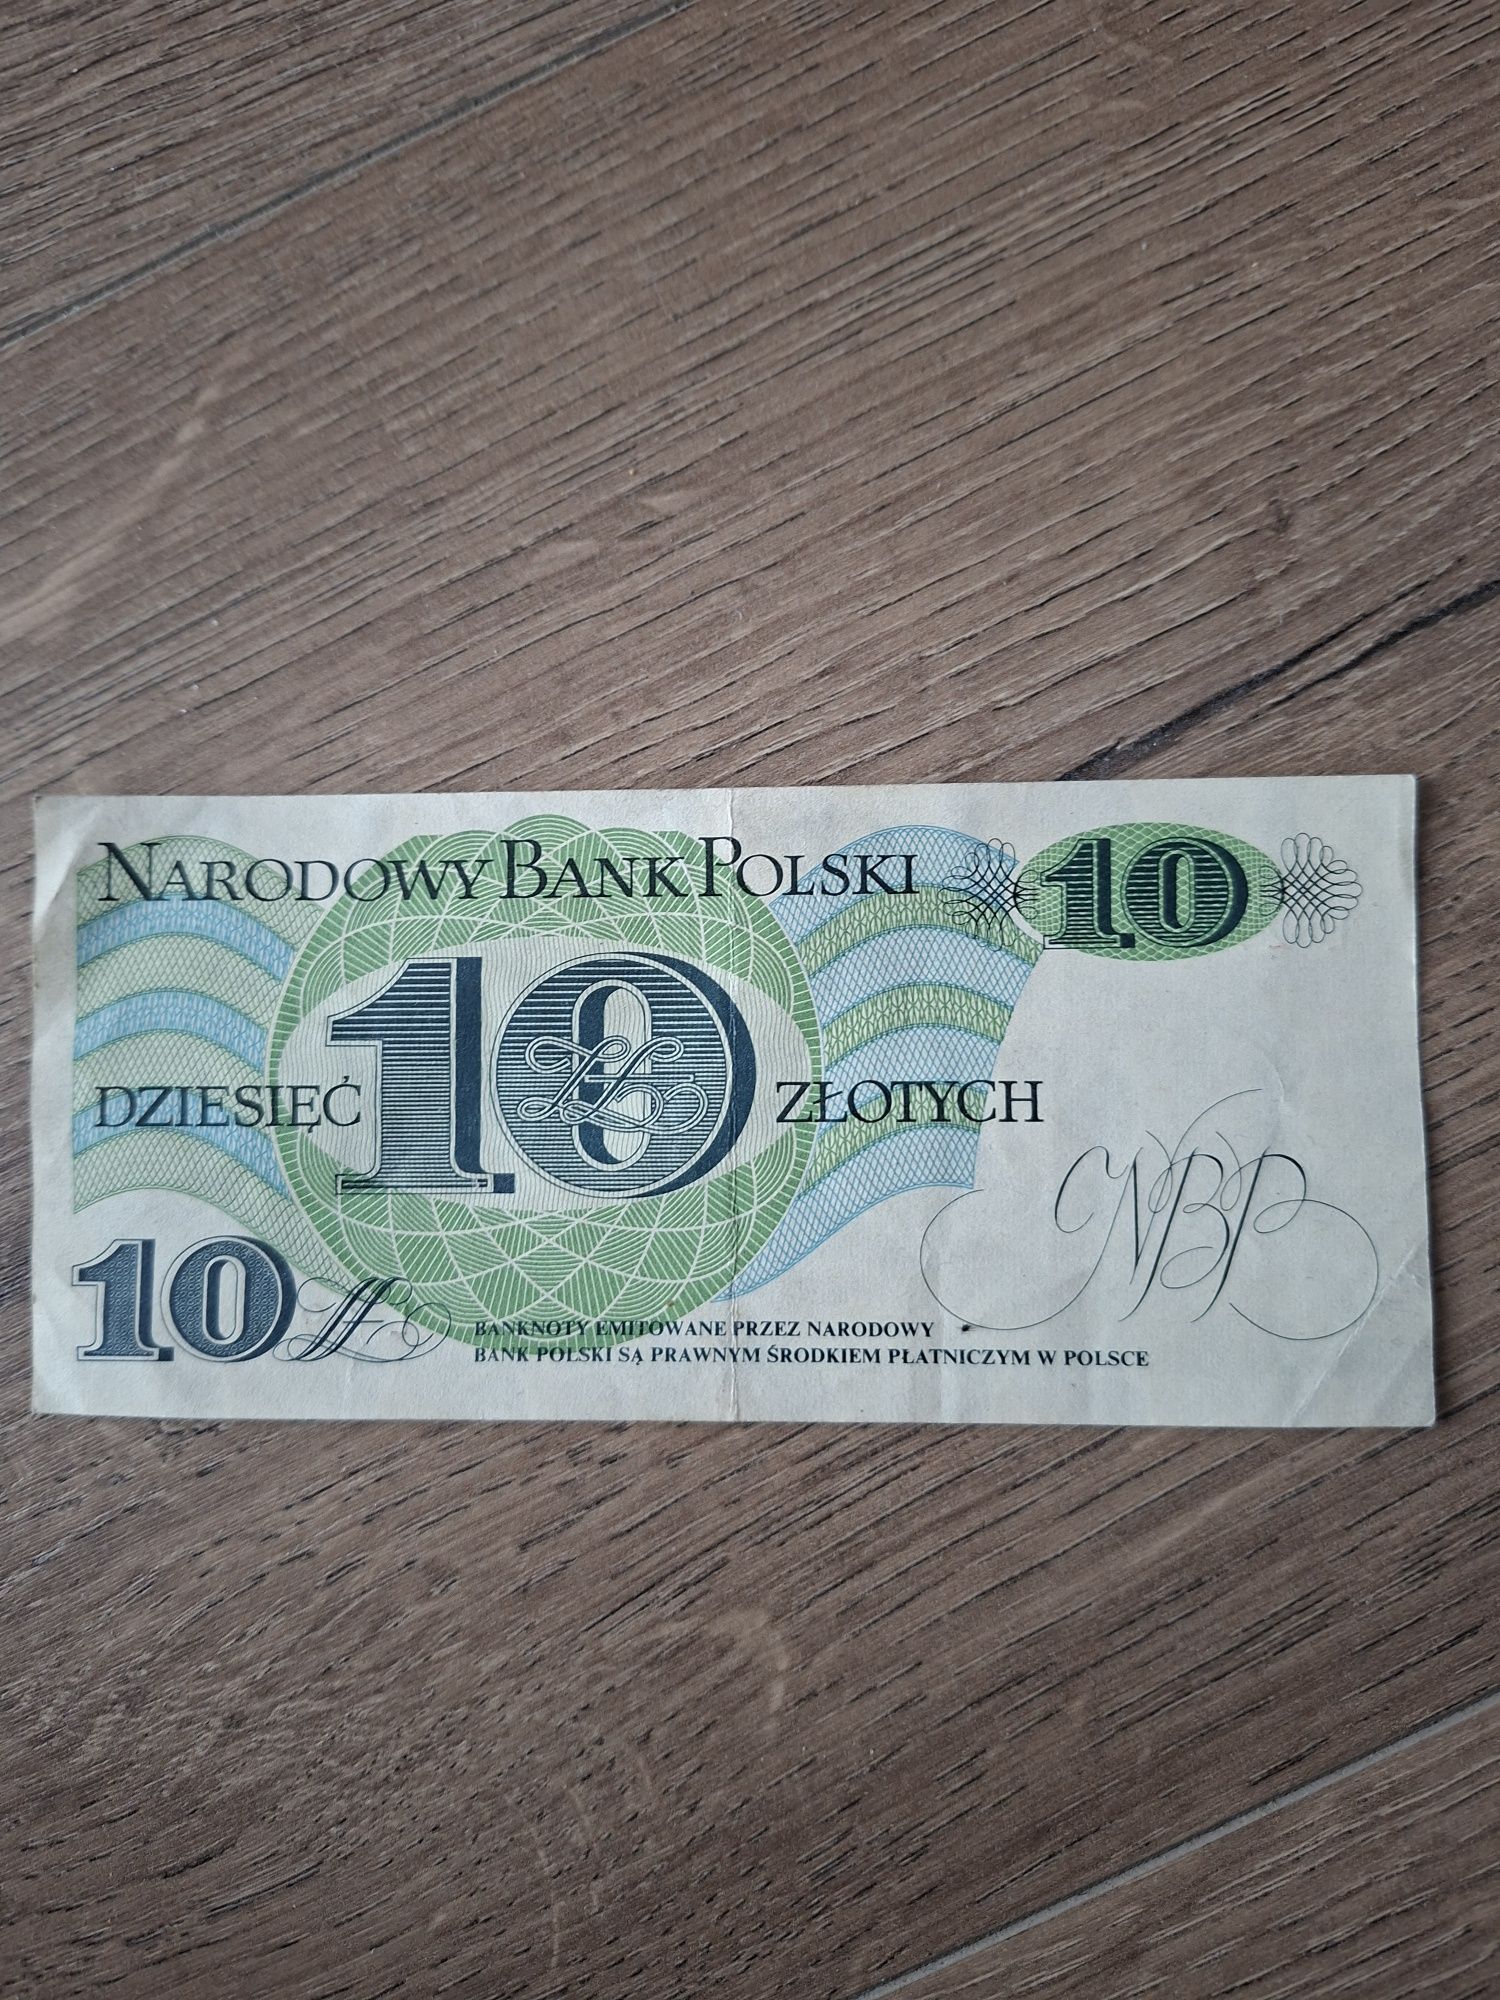 NARODOWY BANK POLSKI 10
10
DZIESIĘĆ ZŁOTYCH
NBP
10 zł
BANKNOTY EMITOWANE PRZEZ NARODOWY
BANK POLSKI SĄ PRAWNYM ŚRODKIEM PŁATNICZYM W POLSCE